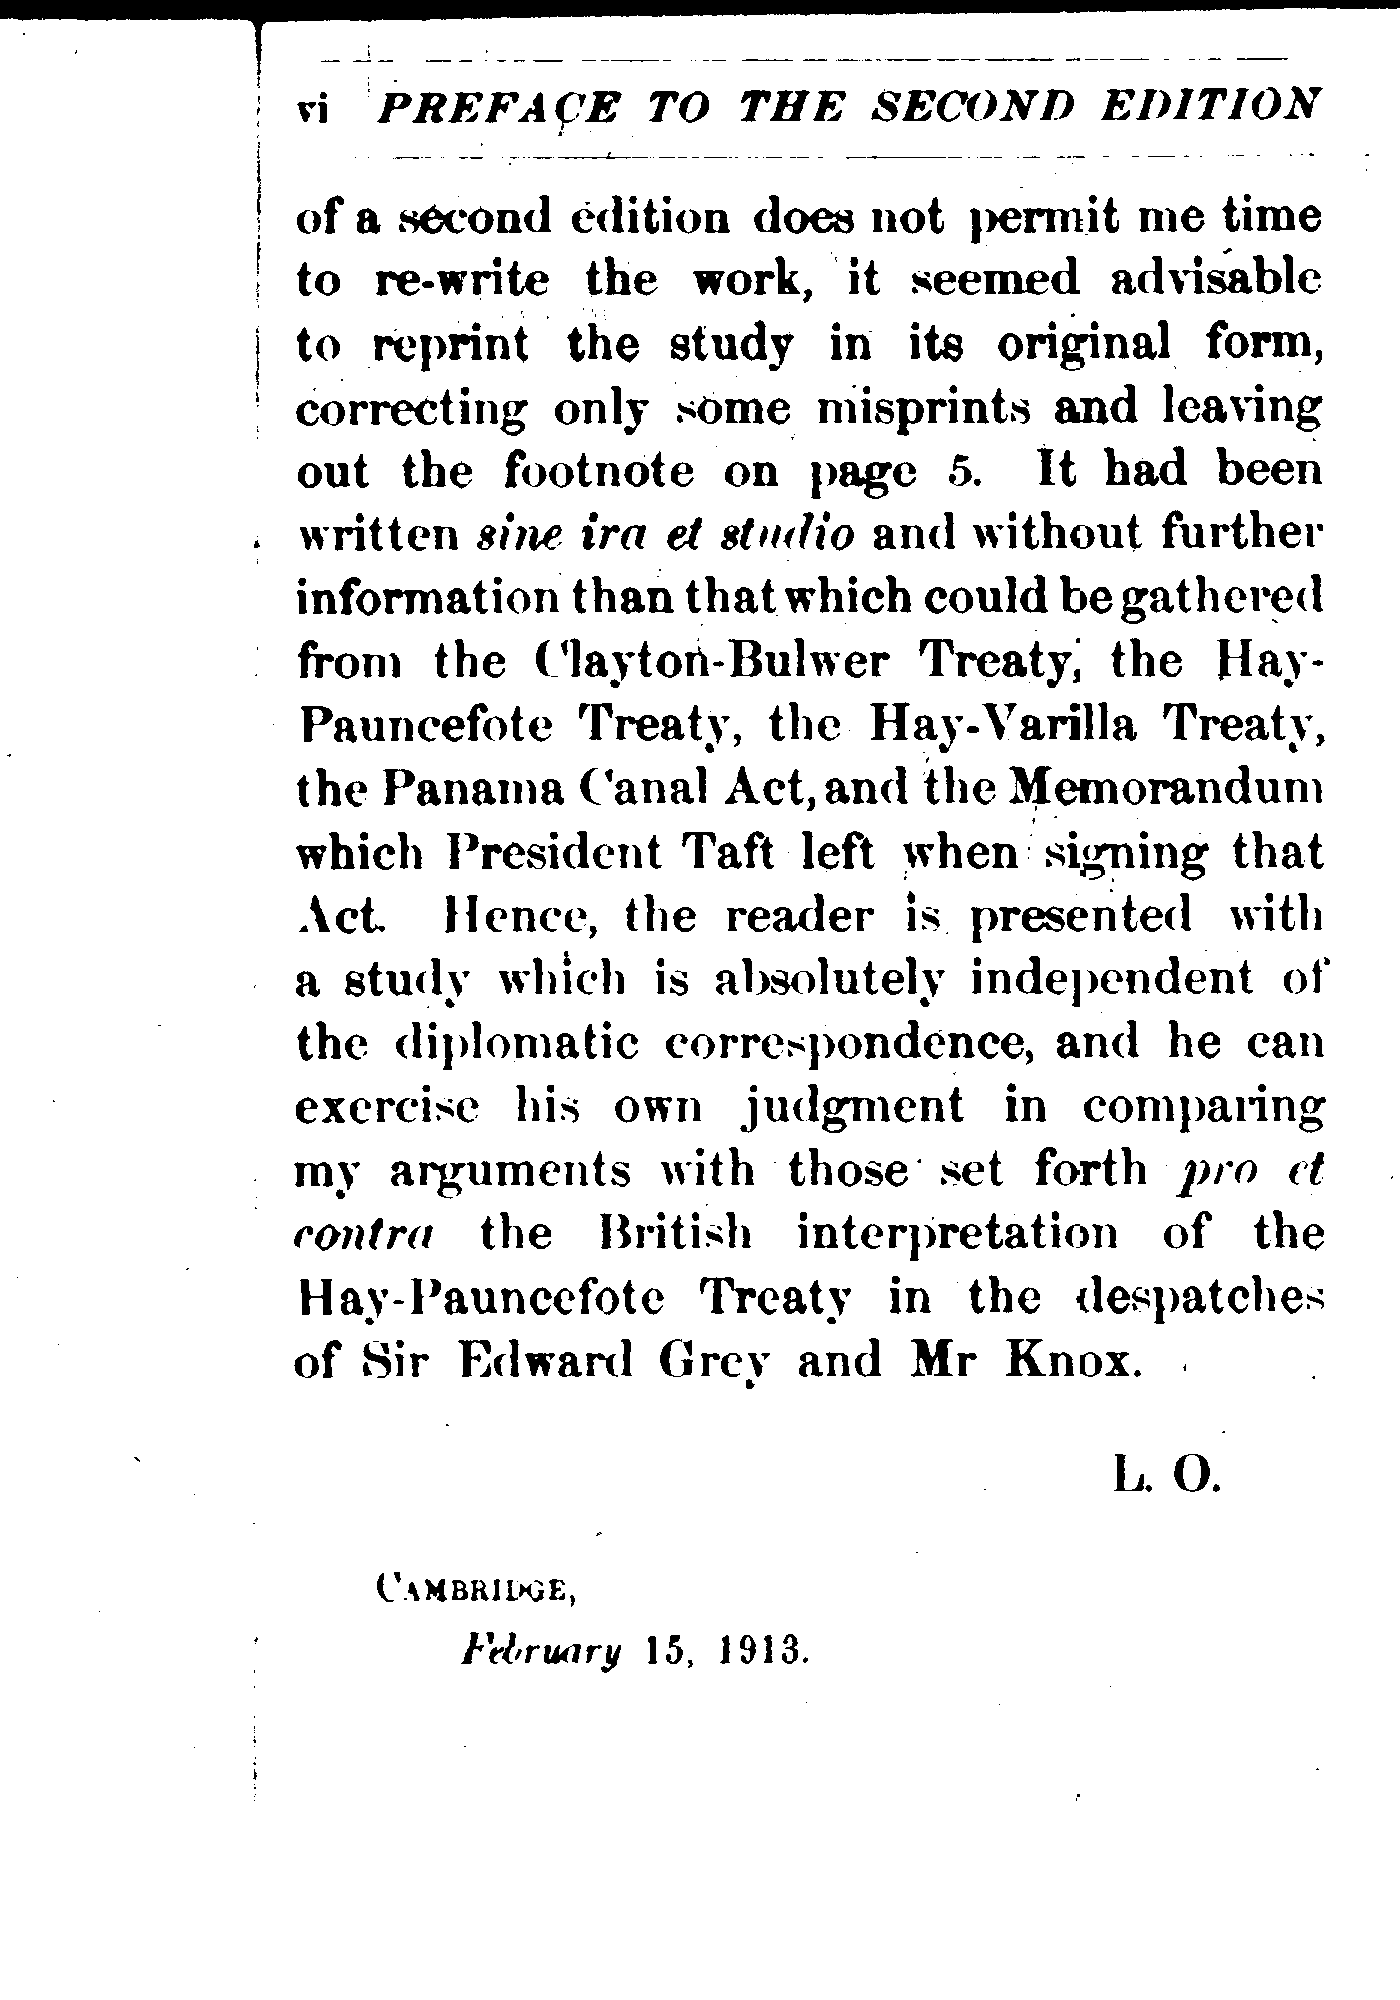 vi PREFACE TO THE SECOND EDITION
of a second edition does not permit me time
to re-write the work, it seemed advisable
to reprint the study in its original form,
correcting only some misprints and leaving
out the footnote on page 5. It had been
written sine ira et studio and without further
information than that which could be gathered
from the Clayton-Bulwer Treaty, the Hay-
Pauncefote Treaty, the Hay-Varilla Treaty,
the Panama Canal Act, and the Memorandum
which President Taft left when signing that
Act. Hence, the reader is presented with
a study which is absolutely independent of
the diplomatic correspondence, and he can
exercise his own judgment in comparing
my arguments with those set forth pro et
contra the British interpretation of the
Hay-Pauncefote Treaty in the despatches
of Sir Edward Grey and Mr Knox.
L. O.
CAMBRIDGE,
February 15, 1913.